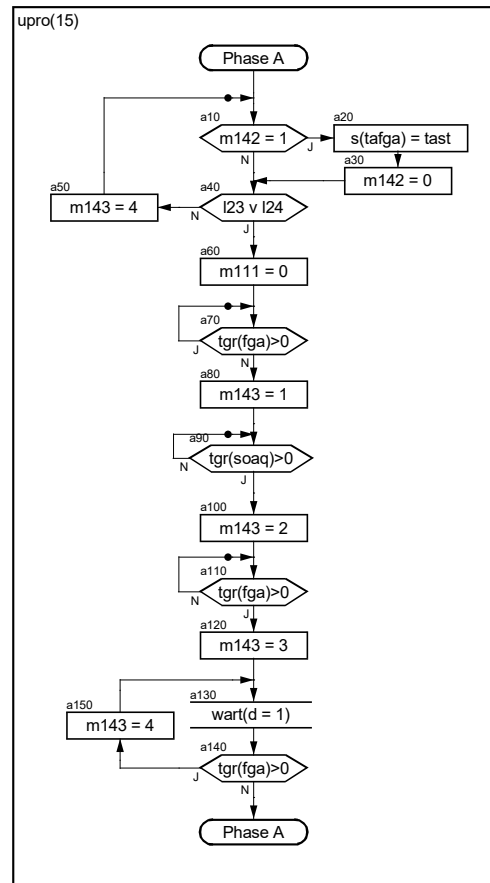 upro(15)
Phase A
a10
m142 = 1
J
N
a20
s(tafga) = tast
a30
m142 = 0
a40
l23 v l24
N
J
a50
m143 = 4
a60
m111 = 0
a70
tgr(fga)>0
J
N
a80
m143 = 1
a90
tgr(soaq)>0
N
J
a100
m143 = 2
a110
tgr(fga)>0
N
J
a120
m143 = 3
a130
wart(d = 1)
a150
m143 = 4
a140
tgr(fga)>0
J
N
Phase A